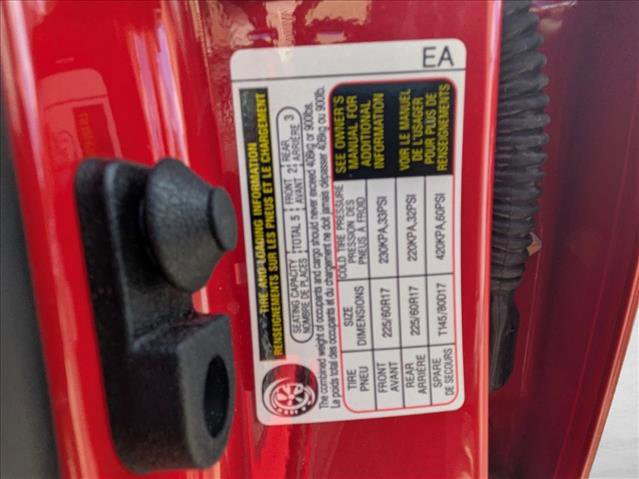 EA
TIRE AND LOADING INFORMATION
RENSEIGNEMENTS SUR LES PNEUS ET LE CHARGEMENT
SEATING CAPACITY TOTAL 5 FRONT 2 REAR 3
NOMBRE DE PLACES AVANT ARRIÈRE
The combined weight of occupants and cargo should never exceed 408kg or 900lbs.
Le poids total des occupants et du chargement ne doit jamais dépasser 408kg ou 900lb.
TIRE SIZE COLD TIRE PRESSURE SEE OWNER'S
PNEU DIMENSIONS PRESSION DES MANUAL FOR
PNEUS À FROID ADDITIONAL
INFORMATION
FRONT 225/60R17 230KPA,33PSI
AVANT
REAR 225/60R17 220KPA,32PSI VOIR LE MANUEL
ARRIÈRE DE L'USAGER
SPARE T145/80D17 420KPA,60PSI POUR PLUS DE
DE SECOURS RENSEIGNEMENTS